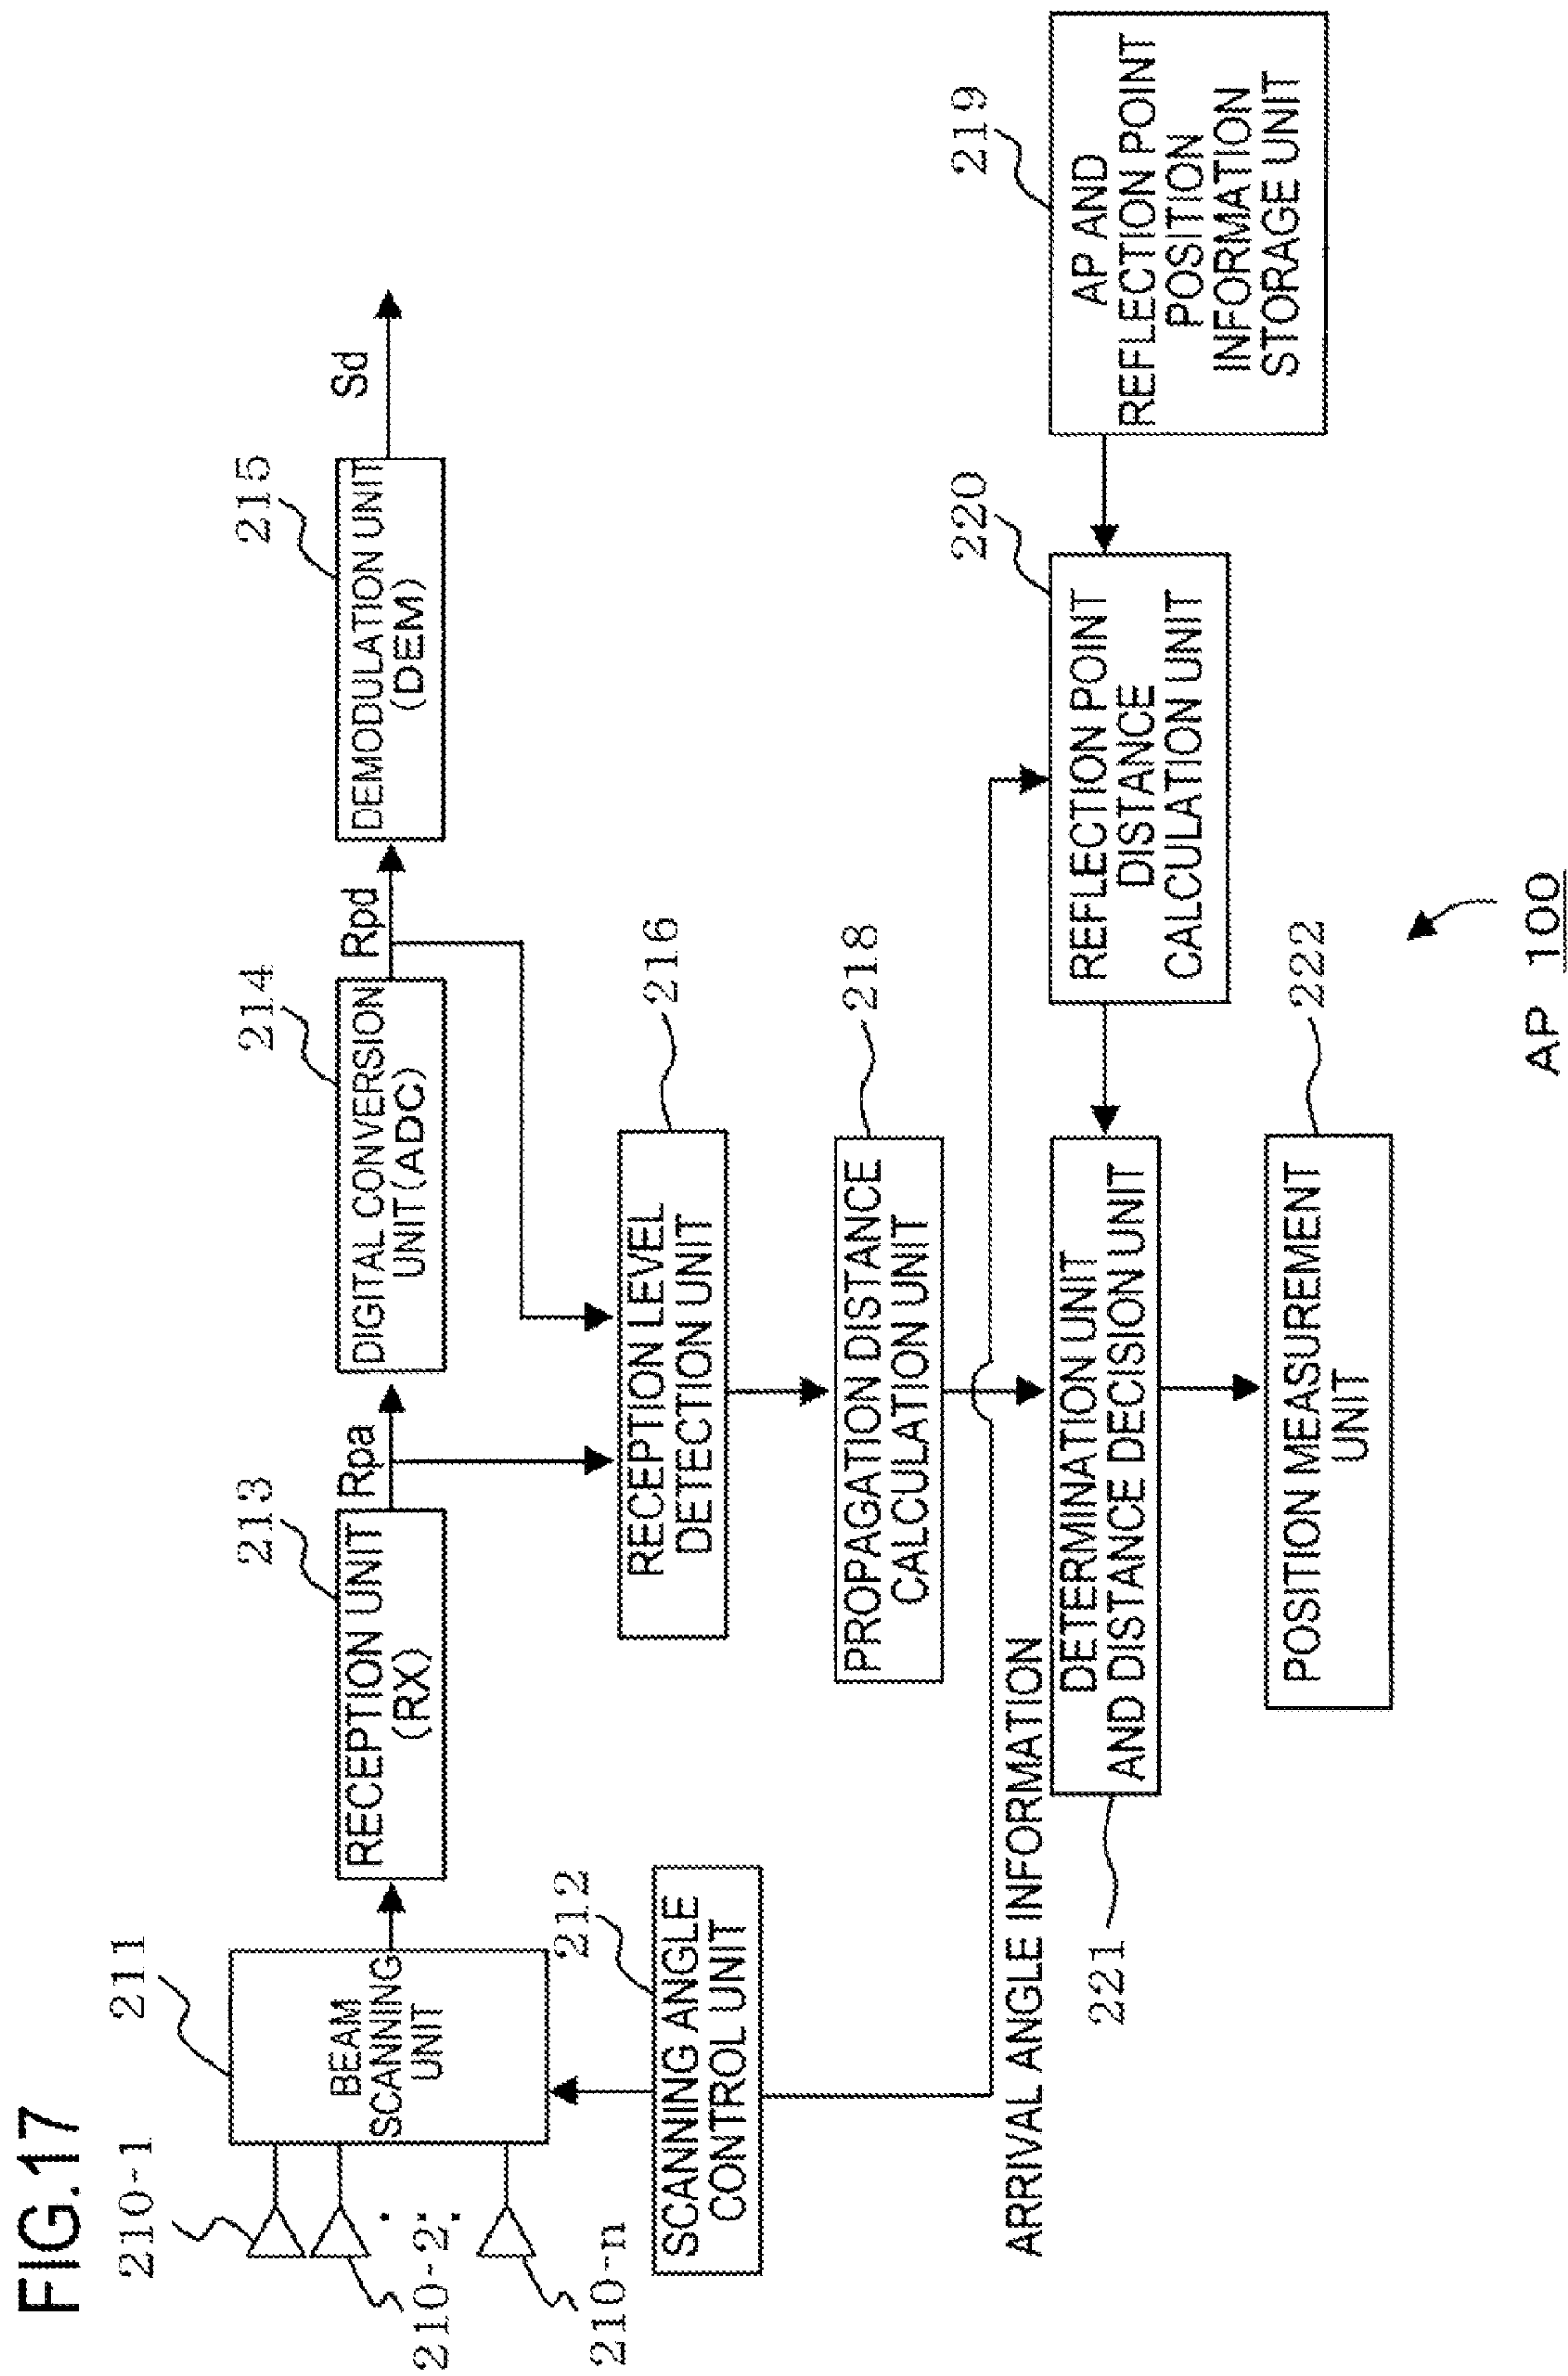 FIG.17
210-1
210-2
210-n
211
BEAM
SCANNING
UNIT
212
SCANNING ANGLE
CONTROL UNIT
213
RECEPTION UNIT
(RX)
Rpa
214
DIGITAL CONVERSION
UNIT(ADC)
Rpd
215
DEMODULATION UNIT
(DEM)
Sd
216
RECEPTION LEVEL
DETECTION UNIT
218
PROPAGATION DISTANCE
CALCULATION UNIT
ARRIVAL ANGLE INFORMATION
221
DETERMINATION UNIT
AND DISTANCE DECISION UNIT
220
REFLECTION POINT
DISTANCE
CALCULATION UNIT
219
AP AND
REFLECTION POINT
POSITION
INFORMATION
STORAGE UNIT
222
POSITION MEASUREMENT
UNIT
AP 100